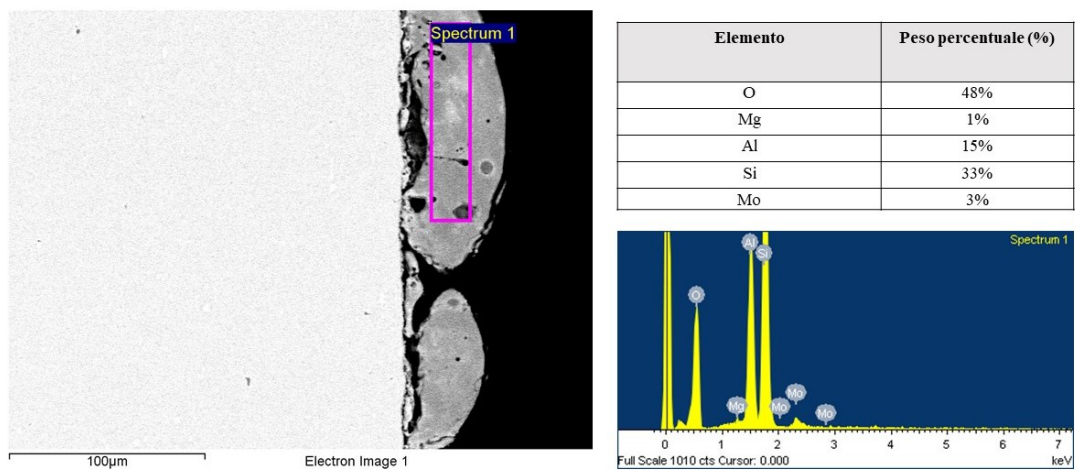 Spectrum 1
100µm
Electron Image 1
Elemento Peso percentuale (%)
O 48%
Mg 1%
Al 15%
Si 33%
Mo 3%
Spectrum 1
Al
Si
O
Mg
Mo
Mo
Mo
0 1 2 3 4 5 6 7
Full Scale 1010 cts Cursor: 0.000 keV